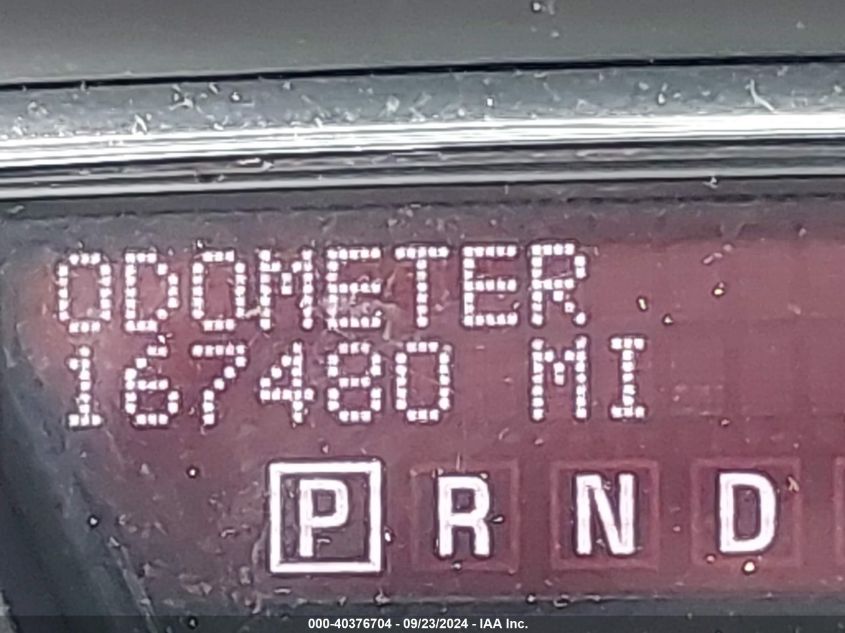 ODOMETER
167480 MI
P R N D
000-40376704 - 09/23/2024 - IAA Inc.